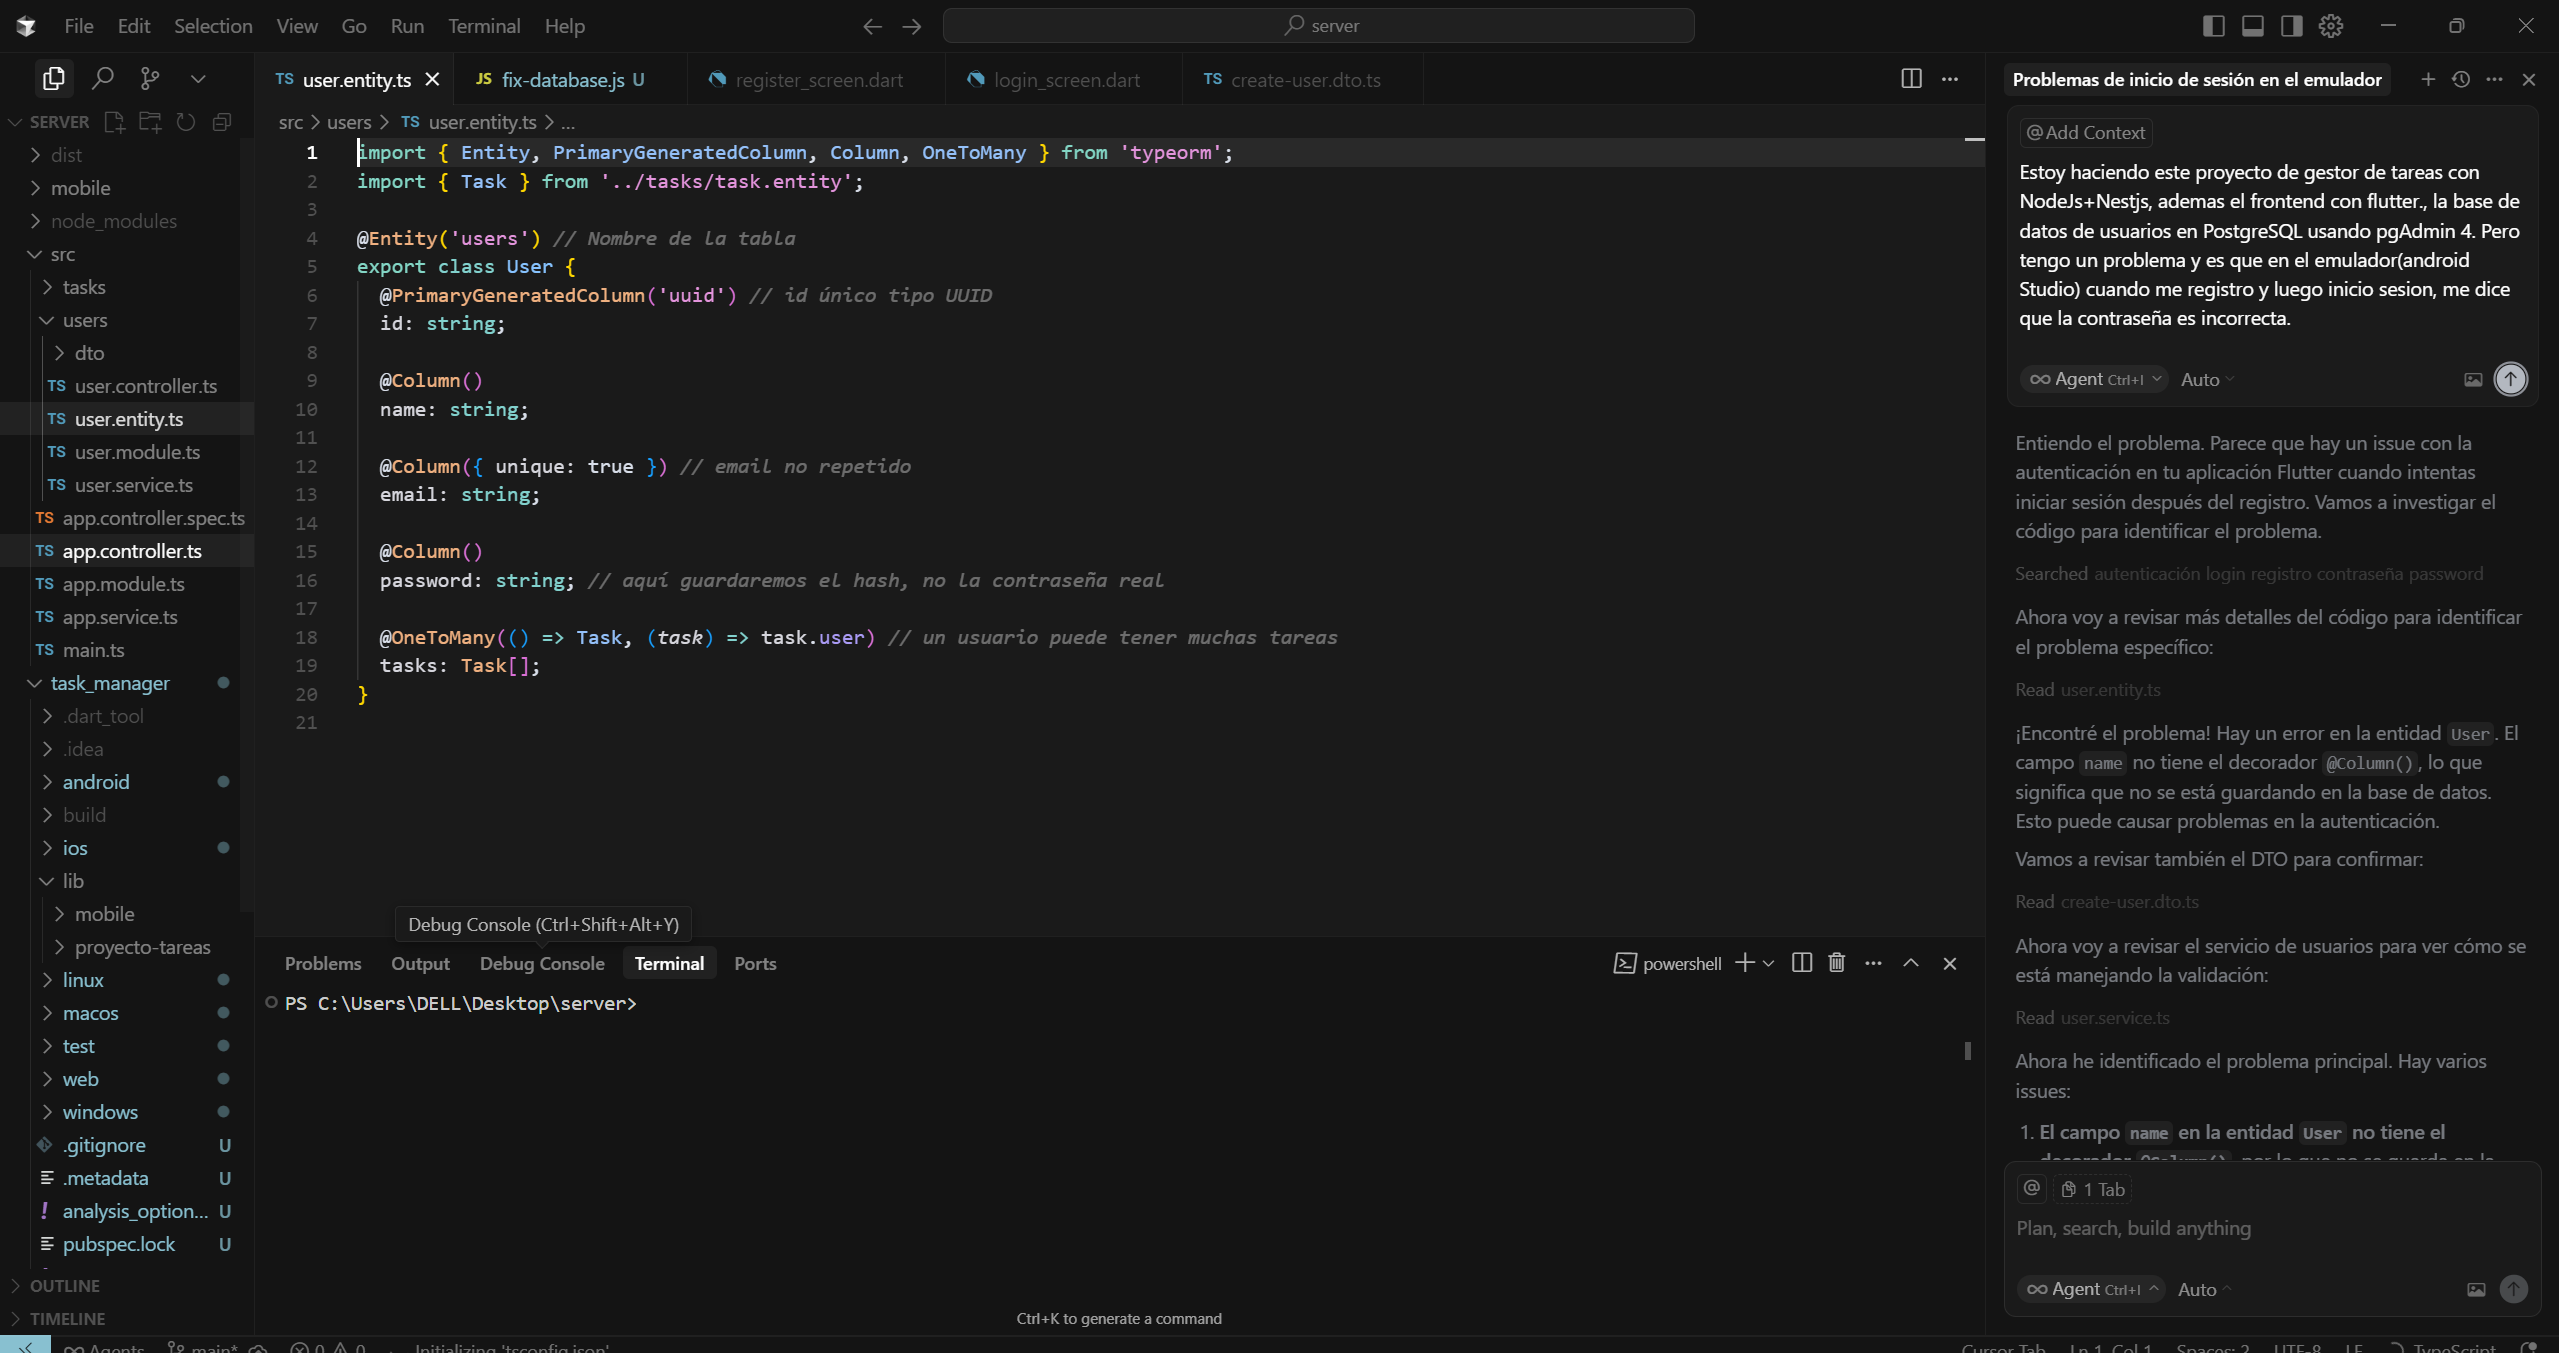 File Edit Selection View Go Run Terminal Help
server
SERVER
dist
mobile
node_modules
src
tasks
users
dto
TS user.controller.ts
TS user.entity.ts
TS user.module.ts
TS user.service.ts
TS app.controller.spec.ts
TS app.controller.ts
TS app.module.ts
TS app.service.ts
TS main.ts
task_manager
.dart_tool
.idea
android
build
ios
lib
mobile
proyecto-tareas
linux
macos
test
web
windows
.gitignore U
.metadata U
! analysis_option... U
pubspec.lock U
OUTLINE
TIMELINE
TS user.entity.ts JS fix-database.js U register_screen.dart login_screen.dart TS create-user.dto.ts
src > users > TS user.entity.ts > ...
1 import { Entity, PrimaryGeneratedColumn, Column, OneToMany } from 'typeorm';
2 import { Task } from '../tasks/task.entity';
3
4 @Entity('users') // Nombre de la tabla
5 export class User {
6 @PrimaryGeneratedColumn('uuid') // id único tipo UUID
7 id: string;
8
9 @Column()
10 name: string;
11
12 @Column({ unique: true }) // email no repetido
13 email: string;
14
15 @Column()
16 password: string; // aquí guardaremos el hash, no la contraseña real
17
18 @OneToMany(() => Task, (task) => task.user) // un usuario puede tener muchas tareas
19 tasks: Task[];
20 }
21
Debug Console (Ctrl+Shift+Alt+Y)
Problems Output Debug Console Terminal Ports
powershell
PS C:\Users\DELL\Desktop\server>
Ctrl+K to generate a command
Problemas de inicio de sesión en el emulador
@ Add Context
Estoy haciendo este proyecto de gestor de tareas con
NodeJs+Nestjs, ademas el frontend con flutter., la base de
datos de usuarios en PostgreSQL usando pgAdmin 4. Pero
tengo un problema y es que en el emulador(android
Studio) cuando me registro y luego inicio sesion, me dice
que la contraseña es incorrecta.
Agent Ctrl+I Auto
Entiendo el problema. Parece que hay un issue con la
autenticación en tu aplicación Flutter cuando intentas
iniciar sesión después del registro. Vamos a investigar el
código para identificar el problema.
Searched autenticación login registro contraseña password
Ahora voy a revisar más detalles del código para identificar
el problema específico:
Read user.entity.ts
¡Encontré el problema! Hay un error en la entidad User. El
campo name no tiene el decorador @Column(), lo que
significa que no se está guardando en la base de datos.
Esto puede causar problemas en la autenticación.
Vamos a revisar también el DTO para confirmar:
Read create-user.dto.ts
Ahora voy a revisar el servicio de usuarios para ver cómo se
está manejando la validación:
Read user.service.ts
Ahora he identificado el problema principal. Hay varios
issues:
1. El campo name en la entidad User no tiene el
decorador @Column(), por lo que no se guarda en la
@ 1 Tab
Plan, search, build anything
Agent Ctrl+I Auto
Agents main* 0 0 Initializing 'tsconfig.json'
Cursor Tab Ln 1, Col 1 Spaces: 2 UTF-8 LF TypeScript